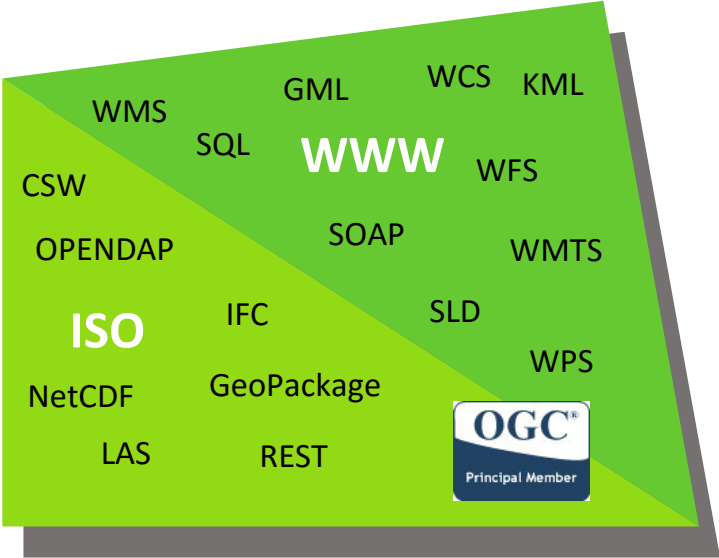 WCS
KML
GML
WMS
SQL
WWW
WFS
CSW
SOAP
OPENDAP
WMTS
IFC
SLD
ISO
WPS
GeoPackage
NetCDF
OGC®
LAS
REST
Principal Member